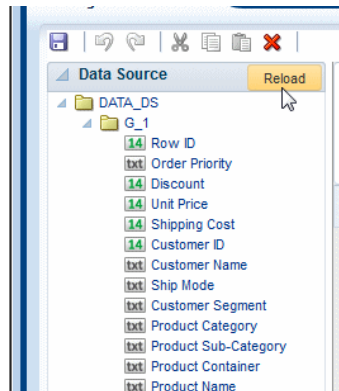 Data Source
Reload
DATA_DS
G_1
14 Row ID
txt Order Priority
14 Discount
14 Unit Price
14 Shipping Cost
14 Customer ID
txt Customer Name
txt Ship Mode
txt Customer Segment
txt Product Category
txt Product Sub-Category
txt Product Container
txt Product Name